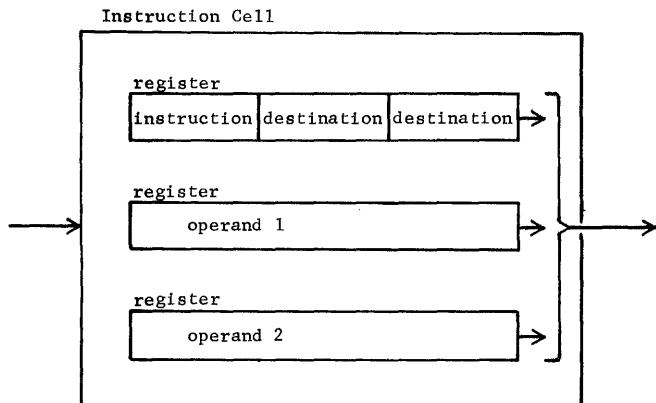 Instruction Cell
register
instruction destination destination
register
operand 1
register
operand 2